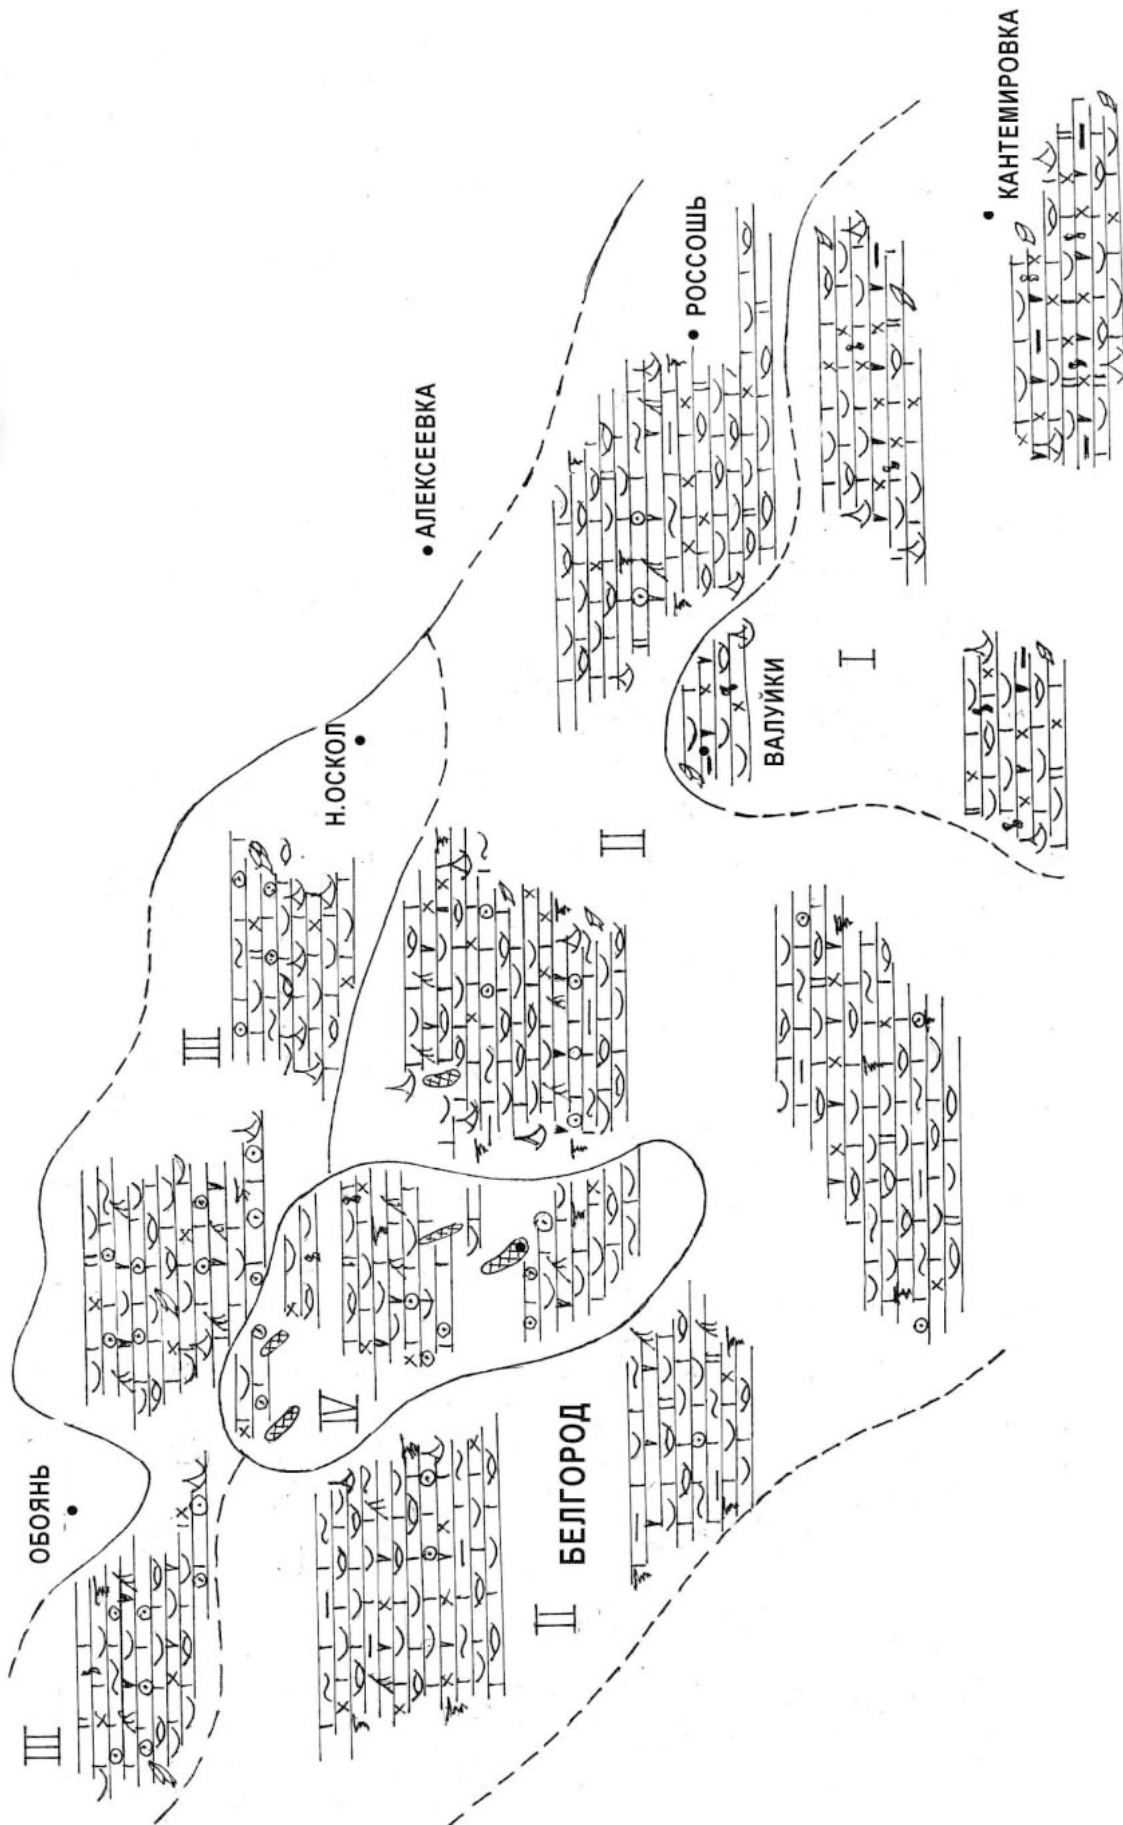 ОБОЯНЬ
III
III
Н.ОСКОЛ
АЛЕКСЕЕВКА
IV
II
БЕЛГОРОД
II
РОССОШЬ
ВАЛУЙКИ
I
КАНТЕМИРОВКА